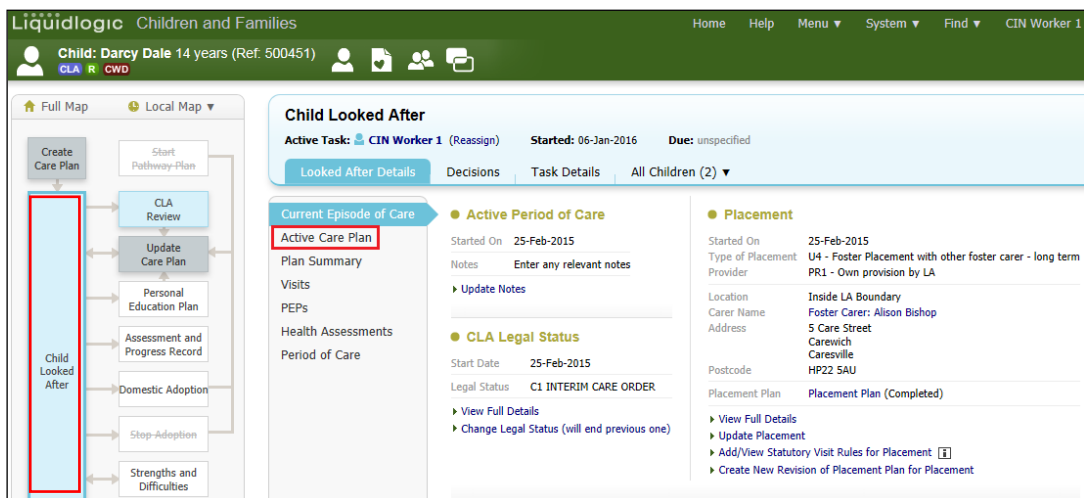 Liquidlogic Children and Families
Home Help Menu ▼ System ▼ Find ▼ CIN Worker 1
Child: Darcy Dale 14 years (Ref: 500451)
CLA R CWD
Full Map Local Map ▼
Create
Care Plan
Start
Pathway Plan
CLA
Review
Update
Care Plan
Personal
Education Plan
Assessment and
Progress Record
Child
Looked
After
Domestic Adoption
Stop Adoption
Strengths and
Difficulties
Child Looked After
Active Task: CIN Worker 1 (Reassign) Started: 06-Jan-2016 Due: unspecified
Looked After Details Decisions Task Details All Children (2) ▼
Current Episode of Care
Active Care Plan
Plan Summary
Visits
PEPs
Health Assessments
Period of Care
Active Period of Care
Started On 25-Feb-2015
Notes Enter any relevant notes
Update Notes
CLA Legal Status
Start Date 25-Feb-2015
Legal Status C1 INTERIM CARE ORDER
View Full Details
Change Legal Status (will end previous one)
Placement
Started On 25-Feb-2015
Type of Placement U4 - Foster Placement with other foster carer - long term
Provider PR1 - Own provision by LA
Location Inside LA Boundary
Carer Name Foster Carer: Alison Bishop
Address 5 Care Street
Carewich
Caresville
Postcode HP22 5AU
Placement Plan Placement Plan (Completed)
View Full Details
Update Placement
Add/View Statutory Visit Rules for Placement i
Create New Revision of Placement Plan for Placement